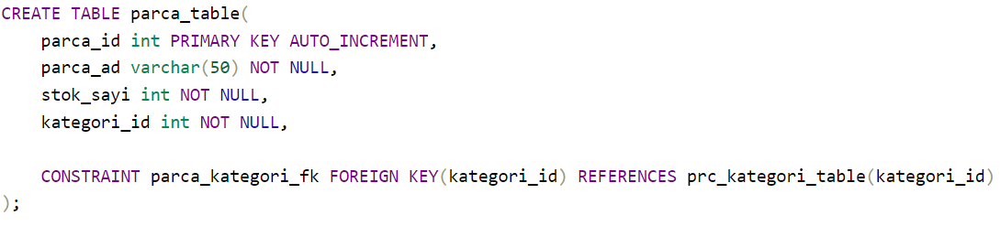 CREATE TABLE parca_table(
    parca_id int PRIMARY KEY AUTO_INCREMENT,
    parca_ad varchar(50) NOT NULL,
    stok_sayi int NOT NULL,
    kategori_id int NOT NULL,
    CONSTRAINT parca_kategori_fk FOREIGN KEY(kategori_id) REFERENCES prc_kategori_table(kategori_id)
);